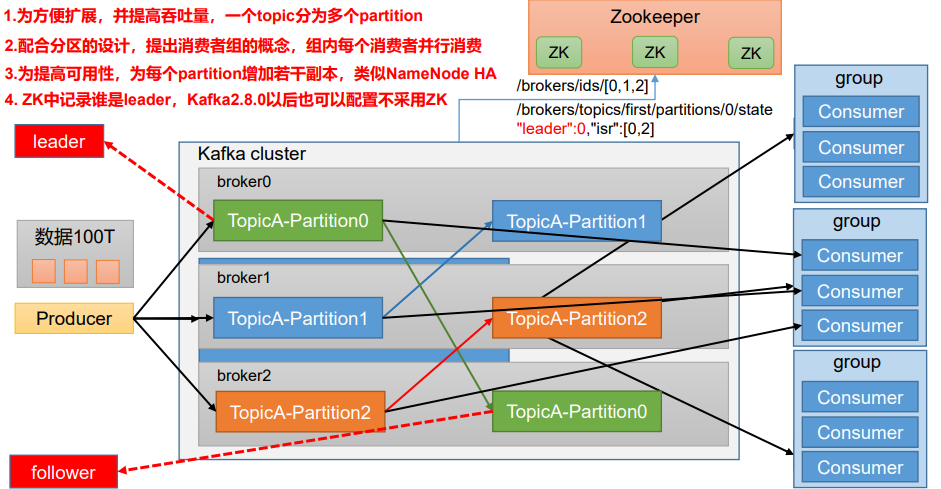 1.为方便扩展，并提高吞吐量，一个topic分为多个partition
2.配合分区的设计，提出消费者组的概念，组内每个消费者并行消费
3.为提高可用性，为每个partition增加若干副本，类似NameNode HA
4. ZK中记录谁是leader，Kafka2.8.0以后也可以配置不采用ZK
Zookeeper
ZK
ZK
ZK
/brokers/ids/[0,1,2]
/brokers/topics/first/partitions/0/state
"leader":0,"isr":[0,2]
leader
数据100T
Producer
follower
Kafka cluster
broker0
TopicA-Partition0
TopicA-Partition1
broker1
TopicA-Partition1
TopicA-Partition2
broker2
TopicA-Partition2
TopicA-Partition0
group
Consumer
Consumer
Consumer
group
Consumer
Consumer
Consumer
group
Consumer
Consumer
Consumer